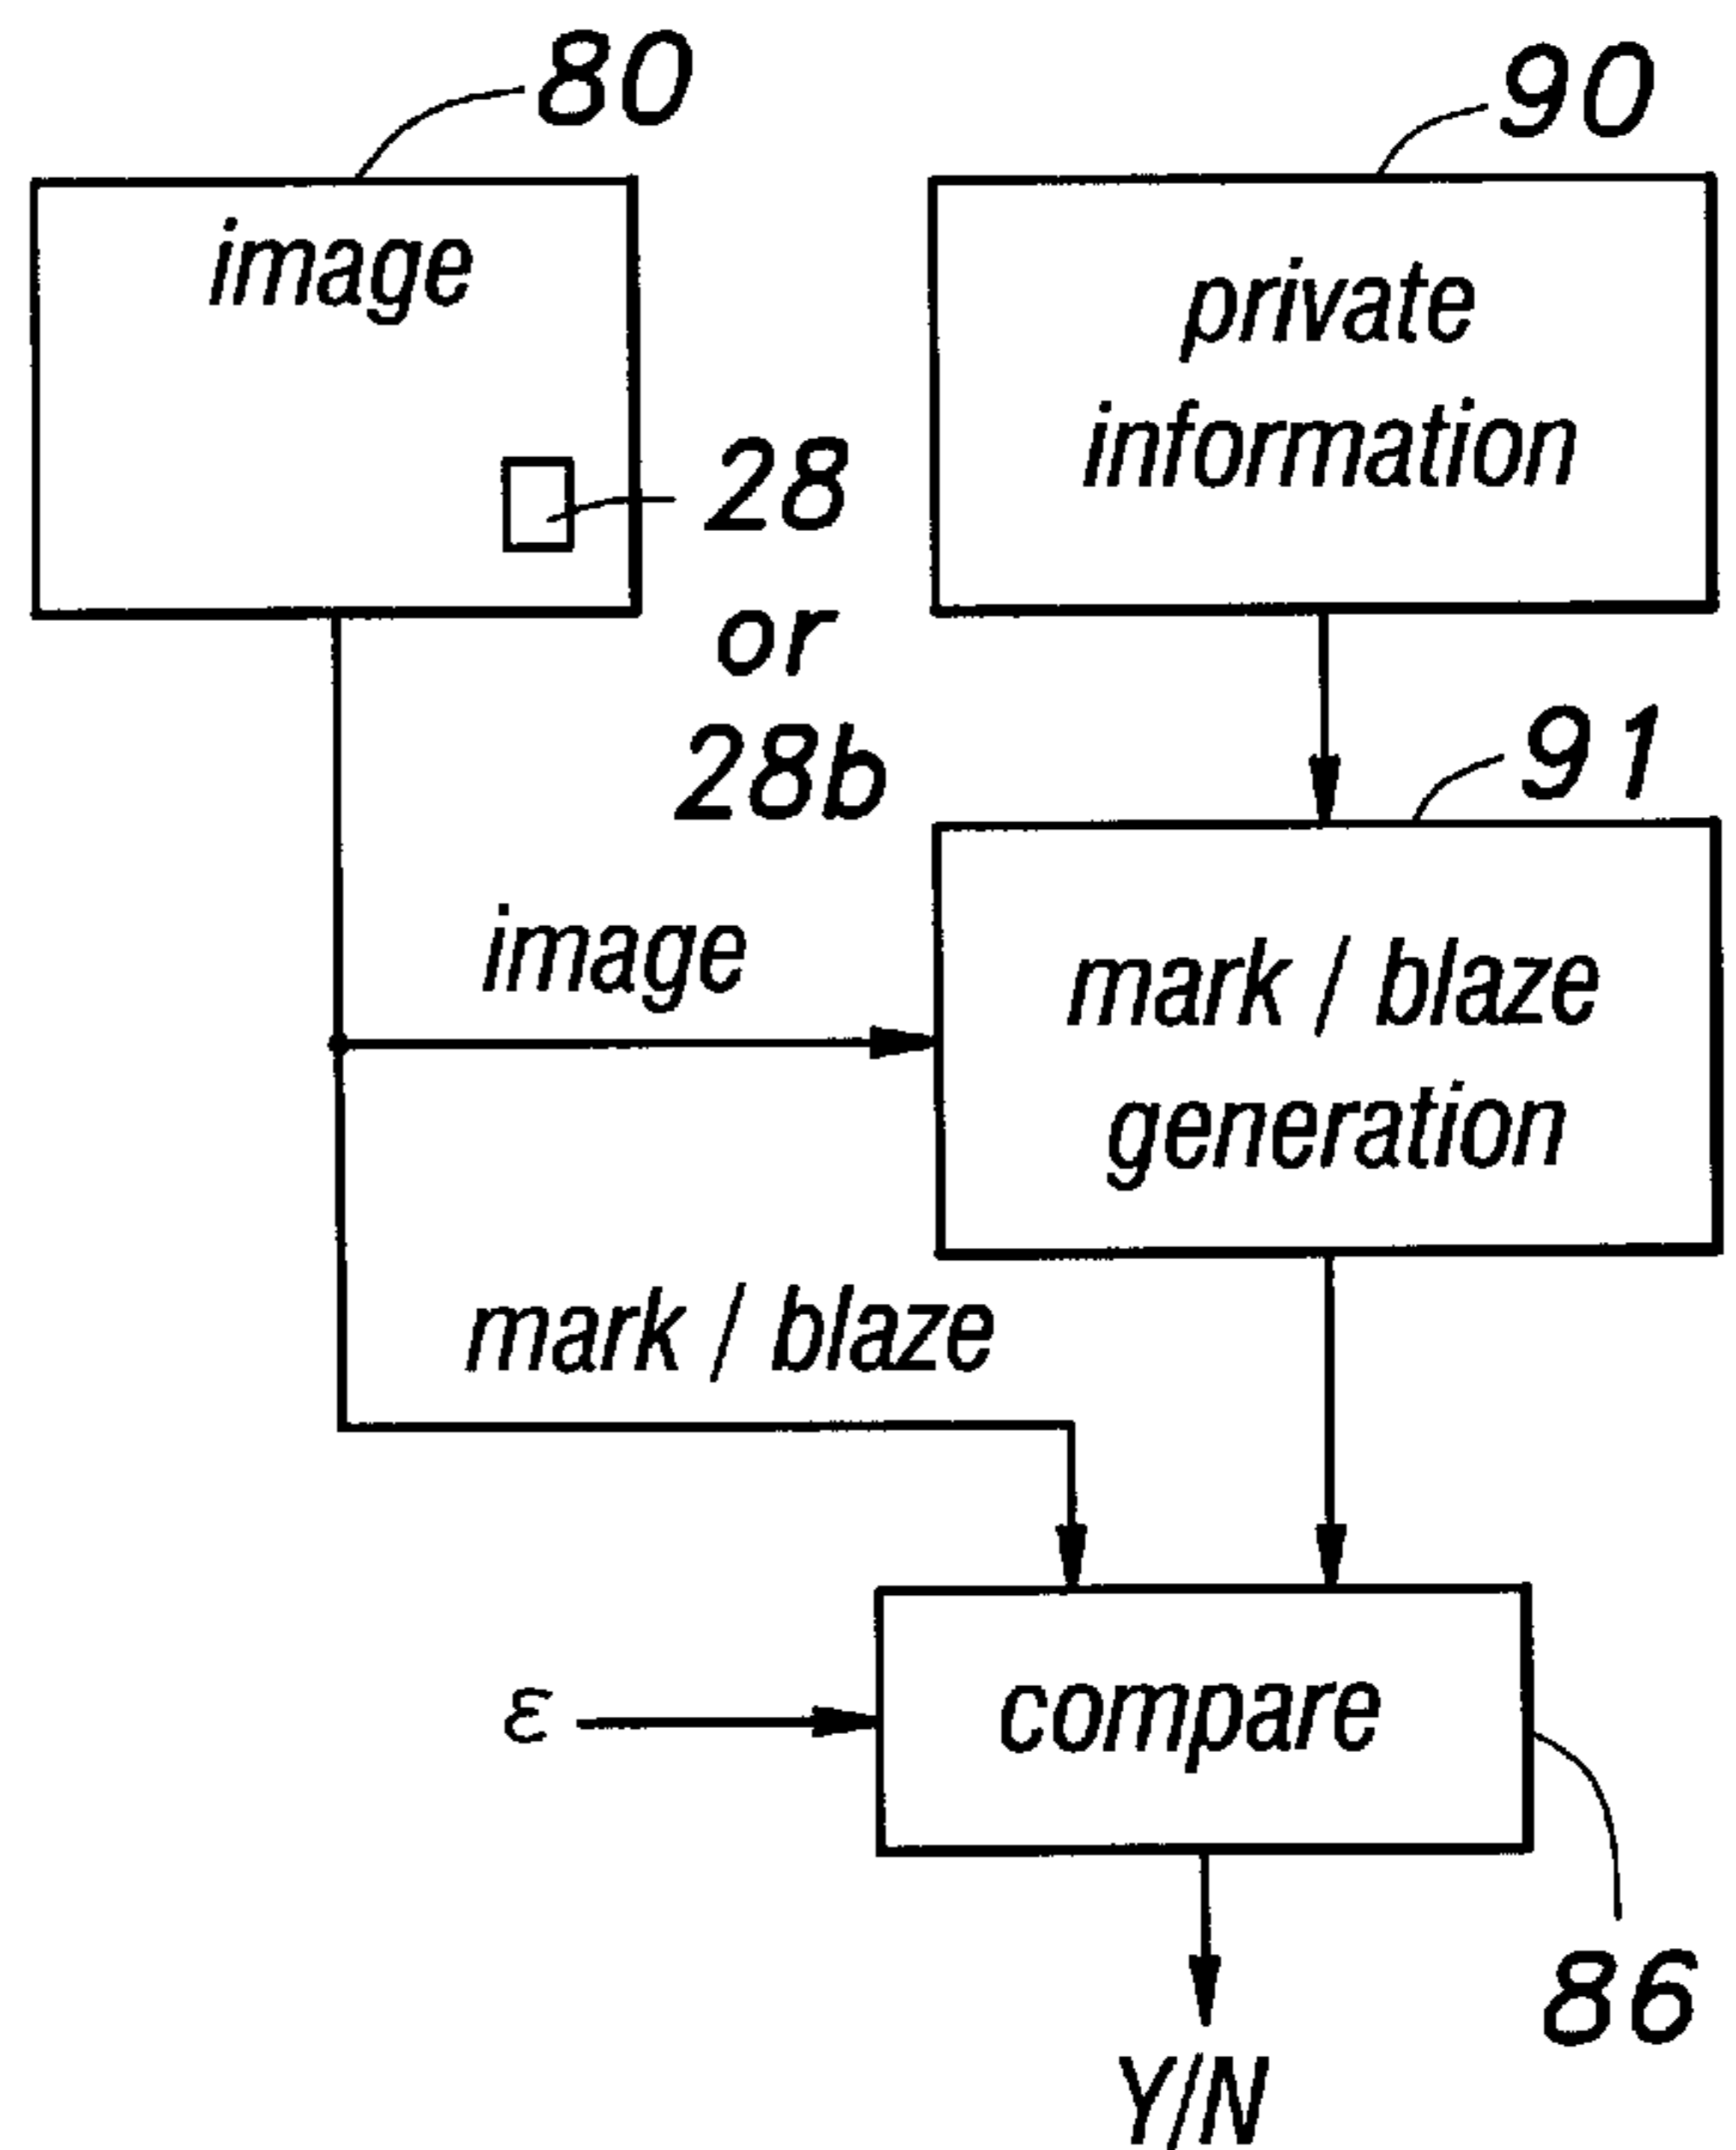 80
90
image
private
information
28
or
28b
91
image
mark / blaze
generation
mark / blaze
ε
compare
86
Y/N